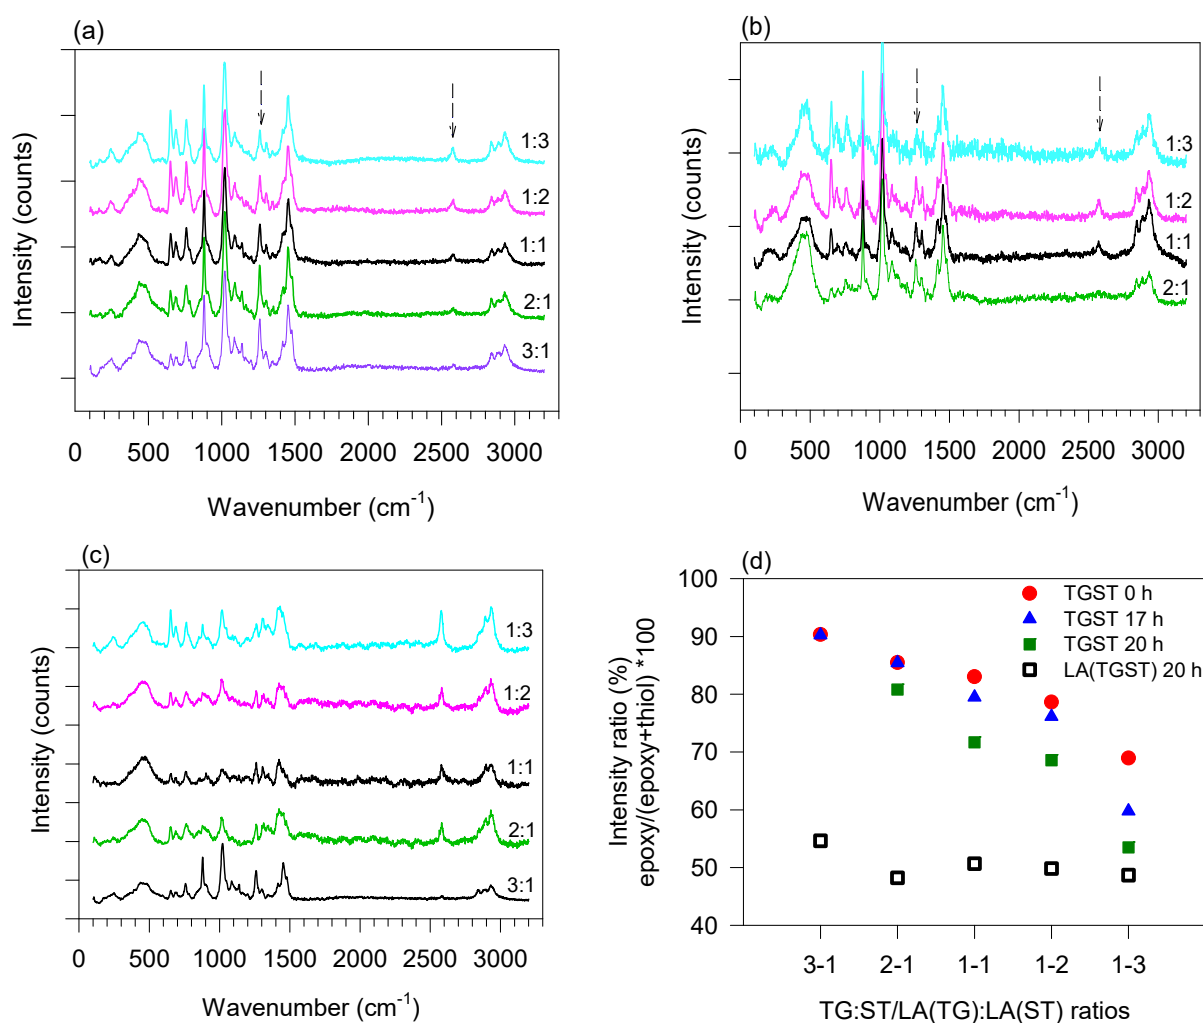 (a)
Intensity (counts)
1:3
1:2
1:1
2:1
3:1
0 500 1000 1500 2000 2500 3000
Wavenumber (cm-1)
(b)
Intensity (counts)
1:3
1:2
1:1
2:1
0 500 1000 1500 2000 2500 3000
Wavenumber (cm-1)
(c)
Intensity (counts)
1:3
1:2
1:1
2:1
3:1
0 500 1000 1500 2000 2500 3000
Wavenumber (cm-1)
(d)
Intensity ratio (%)
epoxy/(epoxy+thiol) *100
100
90
80
70
60
50
40
TGST 0 h
TGST 17 h
TGST 20 h
LA(TGST) 20 h
3-1 2-1 1-1 1-2 1-3
TG:ST/LA(TG):LA(ST) ratios